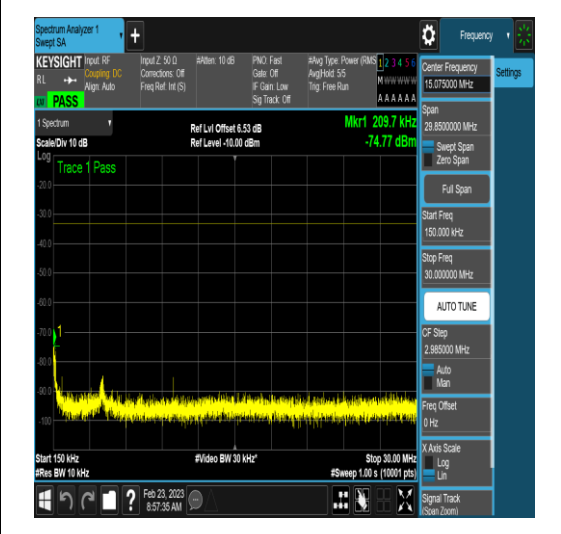 Spectrum Analyzer 1
Swept SA
+
Frequency
KEYSIGHT
RL
PASS
Input: RF
Coupling: DC
Align: Auto
Input Z: 50 Ω
Corrections: Off
Freq Ref: Int (S)
#Atten: 10 dB
PNO: Fast
Gate: Off
IF Gain: Low
Sig Track: Off
#Avg Type: Power (RMS
Avg|Hold: 5/5
Trig: Free Run
1 2 3 4 5 6
M W W W W W
A A A A A A
Center Frequency
15.075000 MHz
Settings
Span
29.8500000 MHz
Swept Span
Zero Span
Full Span
Start Freq
150.000 kHz
Stop Freq
30.000000 MHz
AUTO TUNE
CF Step
2.985000 MHz
Auto
Man
Freq Offset
0 Hz
X Axis Scale
Log
Lin
Signal Track
(Span Zoom)
1 Spectrum
Scale/Div 10 dB
Ref Lvl Offset 6.53 dB
Ref Level -10.00 dBm
Mkr1 209.7 kHz
-74.77 dBm
Log
Trace 1 Pass
-20.0
-30.0
-40.0
-50.0
-60.0
-70.0
1
-80.0
-90.0
-100
Start 150 kHz
#Res BW 10 kHz
#Video BW 30 kHz*
Stop 30.00 MHz
#Sweep 1.00 s (10001 pts)
?
Feb 23, 2023
8:57:35 AM